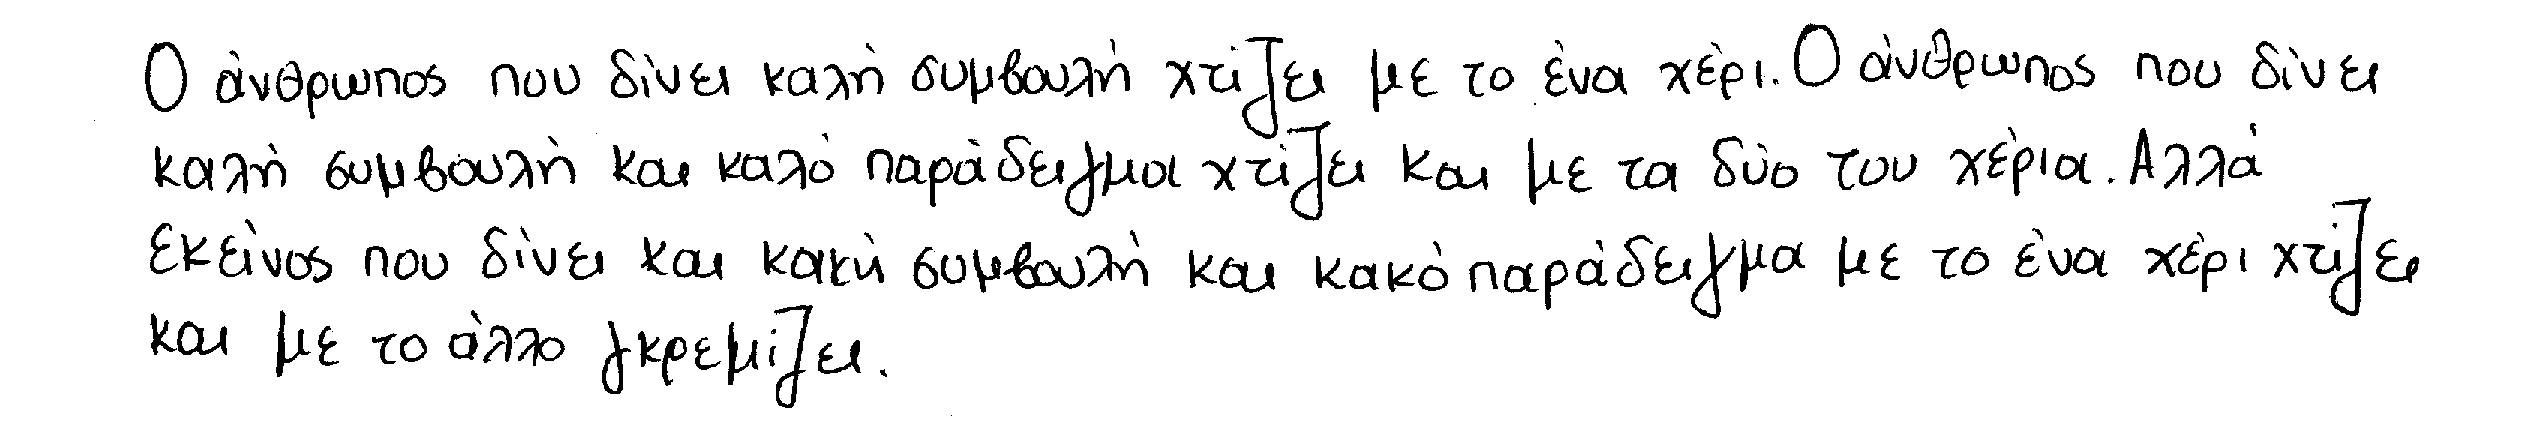 Ο άνθρωπος που δίνει καλή συμβουλή χτίζει με το ένα χέρι. Ο άνθρωπος που δίνει
καλή συμβουλή και καλό παράδειγμα χτίζει και με τα δύο του χέρια. Αλλά
εκείνος που δίνει και κακή συμβουλή και κακό παράδειγμα με το ένα χέρι χτίζει
και με το άλλο γκρεμίζει.